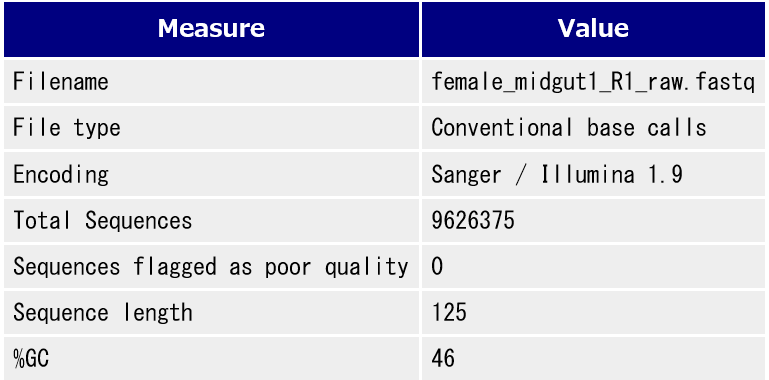 Measure Value
Filename female_midgut1_R1_raw.fastq
File type Conventional base calls
Encoding Sanger / Illumina 1.9
Total Sequences 9626375
Sequences flagged as poor quality 0
Sequence length 125
%GC 46